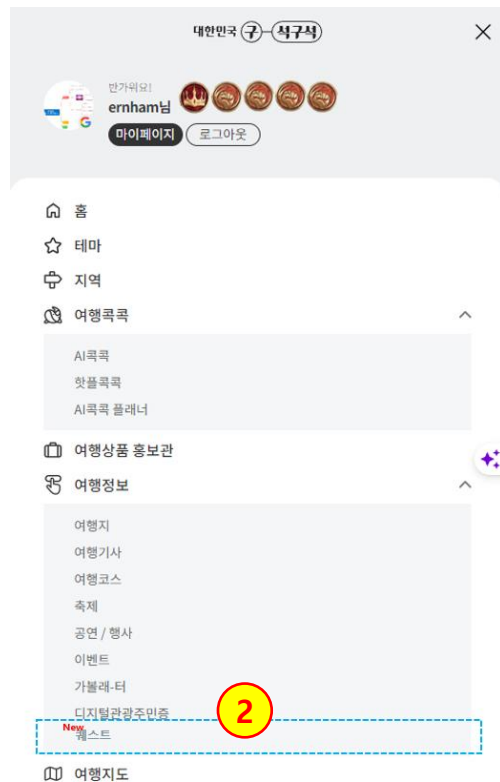 대한민국 구석구석
반가워요!
ernham님
마이페이지 로그아웃
홈
테마
지역
여행콕콕
AI콕콕
핫플콕콕
AI콕콕 플래너
여행상품 홍보관
여행정보
여행지
여행기사
여행코스
축제
공연 / 행사
이벤트
가볼래-터
디지털관광주민증
2
New
퀘스트
여행지도